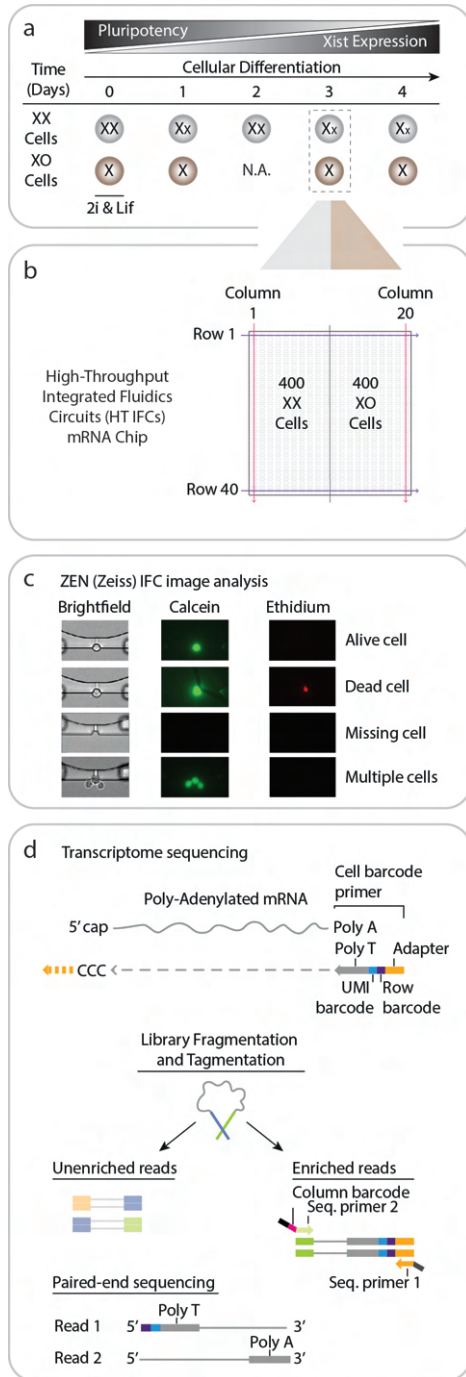 a
Pluripotency
Xist Expression
Time
(Days)
Cellular Differentiation
0 1 2 3 4
XX
Cells
XX Xx Xx Xx Xx
XO
Cells
X X N.A. X X
2i & Lif
b
Column
1
Column
20
Row 1
High-Throughput
Integrated Fluidics
Circuits (HT IFCs)
mRNA Chip
400
XX
Cells
400
XO
Cells
Row 40
c ZEN (Zeiss) IFC image analysis
Brightfield Calcein Ethidium
Alive cell
Dead cell
Missing cell
Multiple cells
d Transcriptome sequencing
Cell barcode
primer
Poly-Adenylated mRNA
5' cap
Poly A
Poly T Adapter
CCC
UMI
barcode
Row
barcode
Library Fragmentation
and Tagmentation
Unenriched reads
Enriched reads
Column barcode
Seq. primer 2
Seq. primer 1
Paired-end sequencing
Poly T
Read 1 5' 3'
Poly A
Read 2 5' 3'